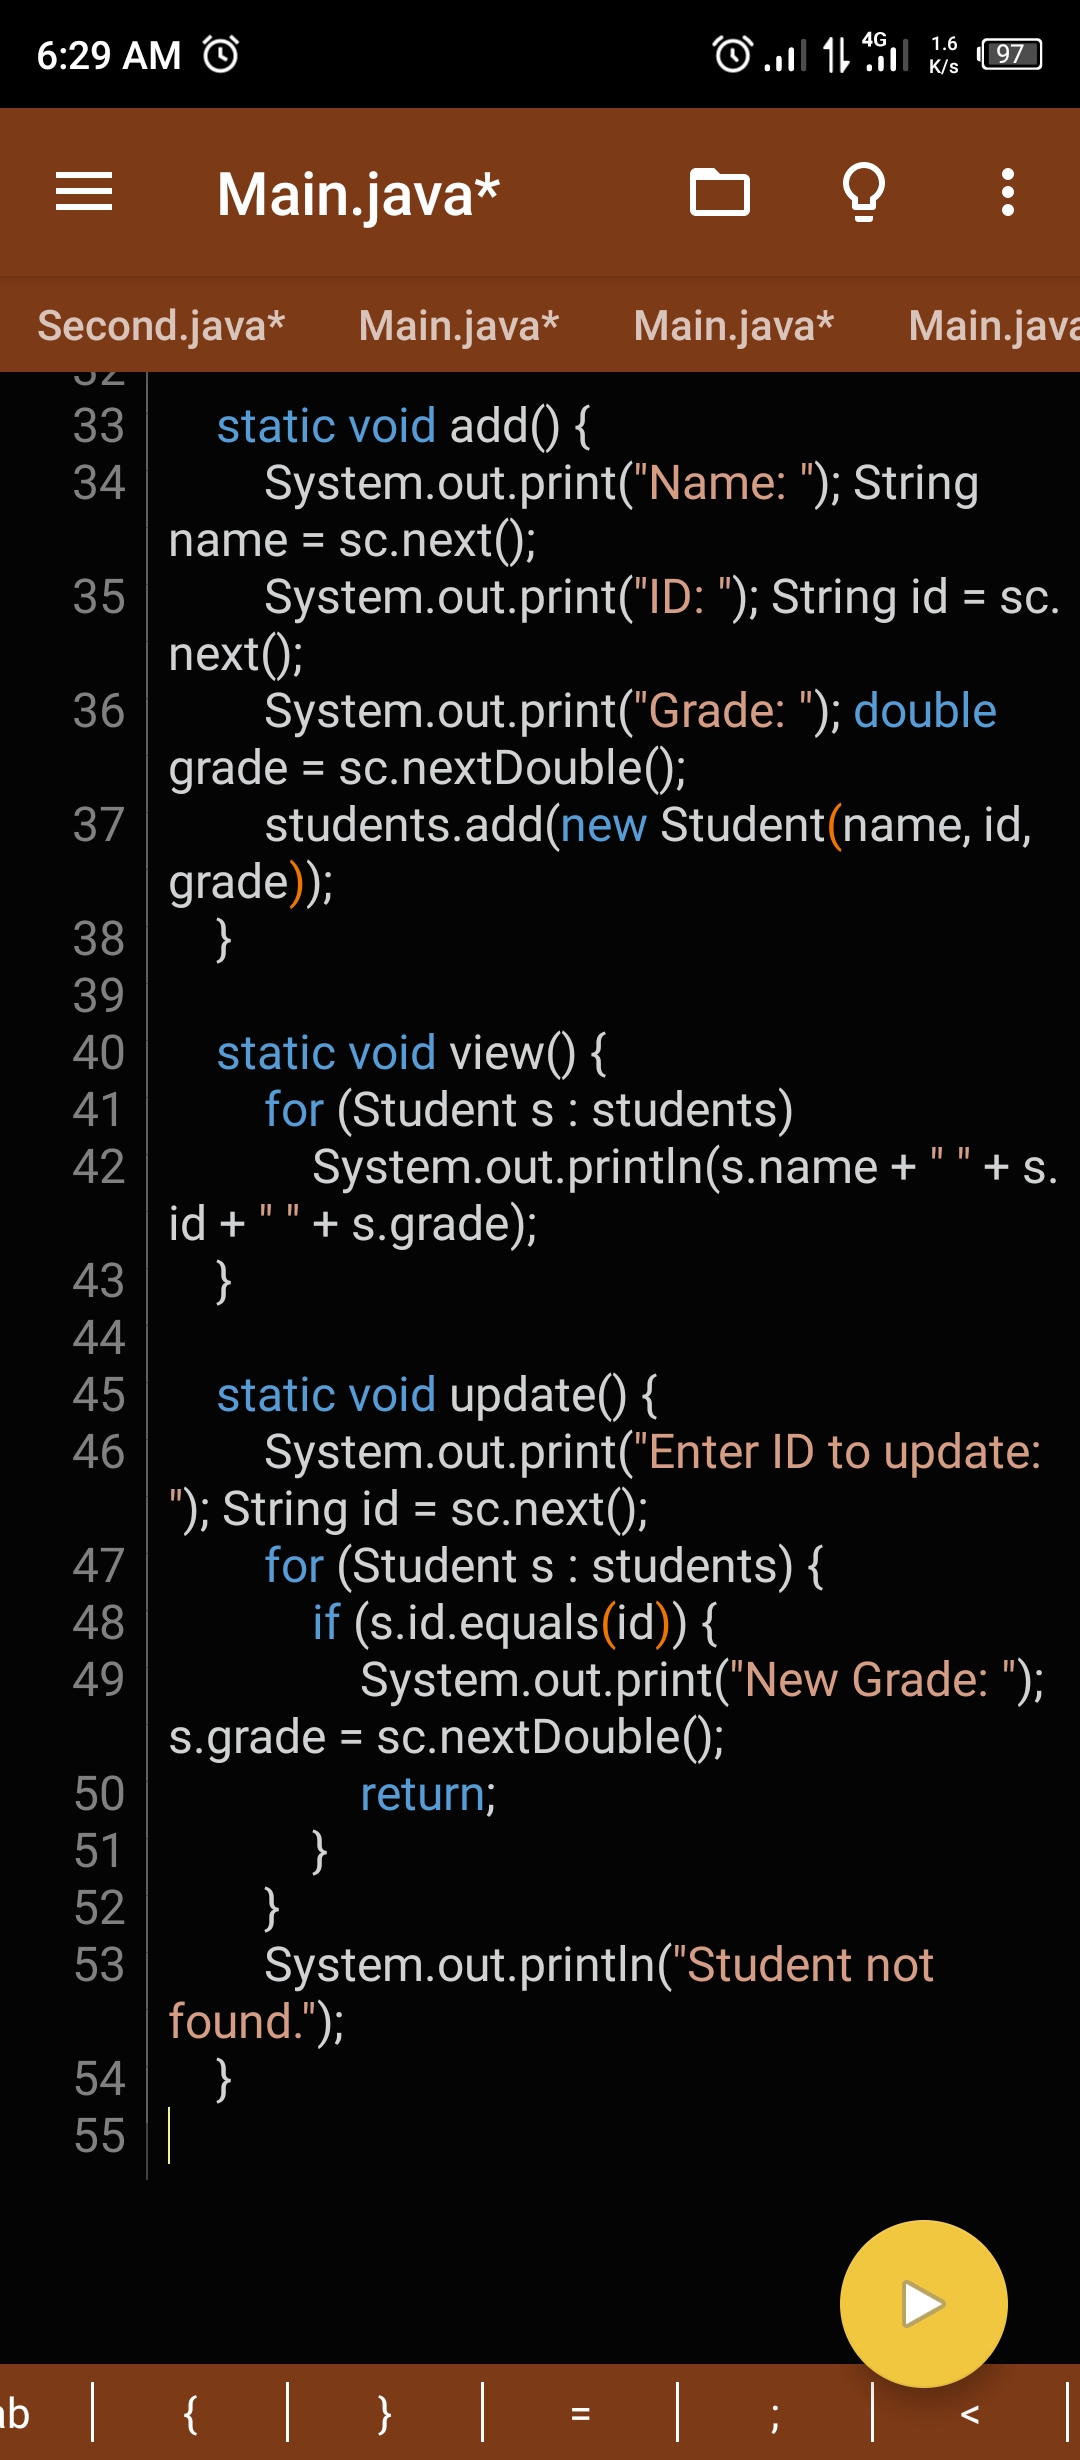 6:29 AM
4G 1.6 K/s 97
Main.java*
Second.java* Main.java* Main.java* Main.java
32
33 static void add() {
34 System.out.print("Name: "); String
name = sc.next();
35 System.out.print("ID: "); String id = sc.
next();
36 System.out.print("Grade: "); double
grade = sc.nextDouble();
37 students.add(new Student(name, id,
grade));
38 }
39
40 static void view() {
41 for (Student s : students)
42 System.out.println(s.name + " " + s.
id + " " + s.grade);
43 }
44
45 static void update() {
46 System.out.print("Enter ID to update:
"); String id = sc.next();
47 for (Student s : students) {
48 if (s.id.equals(id)) {
49 System.out.print("New Grade: ");
s.grade = sc.nextDouble();
50 return;
51 }
52 }
53 System.out.println("Student not
found.");
54 }
55
ab { } = ; <